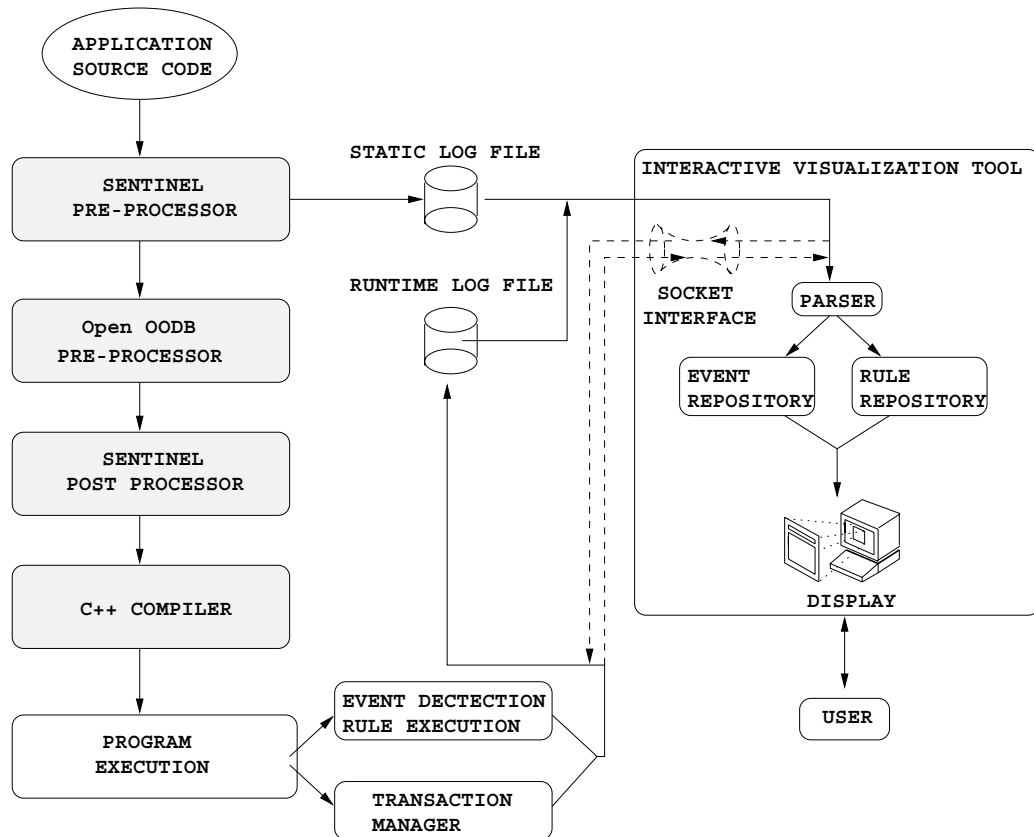 APPLICATION
SOURCE CODE
SENTINEL
PRE-PROCESSOR
Open OODB
PRE-PROCESSOR
SENTINEL
POST PROCESSOR
C++ COMPILER
PROGRAM
EXECUTION
STATIC LOG FILE
RUNTIME LOG FILE
EVENT DECTECTION
RULE EXECUTION
TRANSACTION
MANAGER
INTERACTIVE VISUALIZATION TOOL
SOCKET
INTERFACE
PARSER
EVENT
REPOSITORY
RULE
REPOSITORY
DISPLAY
USER